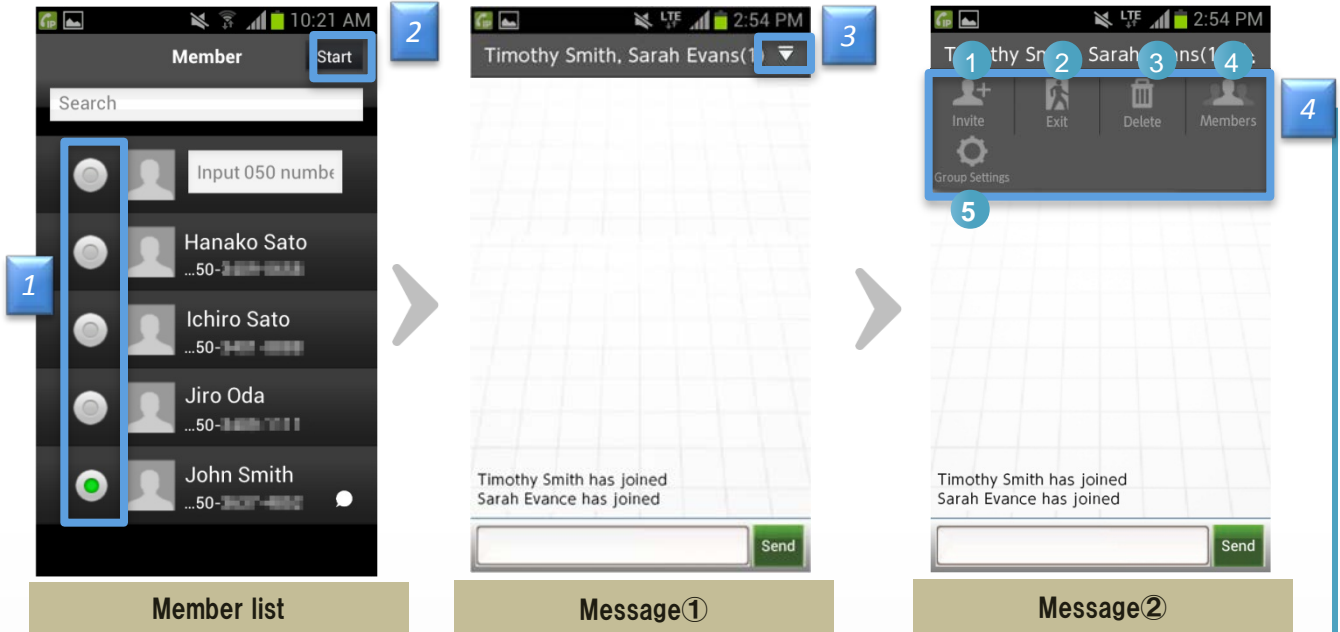 10:21 AM
2
Member
Start
Search
Input 050 numbe
Hanako Sato
...50-
1
Ichiro Sato
...50-
Jiro Oda
...50-
John Smith
...50-
Member list
LTE 2:54 PM
3
Timothy Smith, Sarah Evans(1)
Timothy Smith has joined
Sarah Evance has joined
Send
Message①
LTE 2:54 PM
1 2 3 4
Invite Exit Delete Members
4
Group Settings
5
Timothy Smith has joined
Sarah Evance has joined
Send
Message②